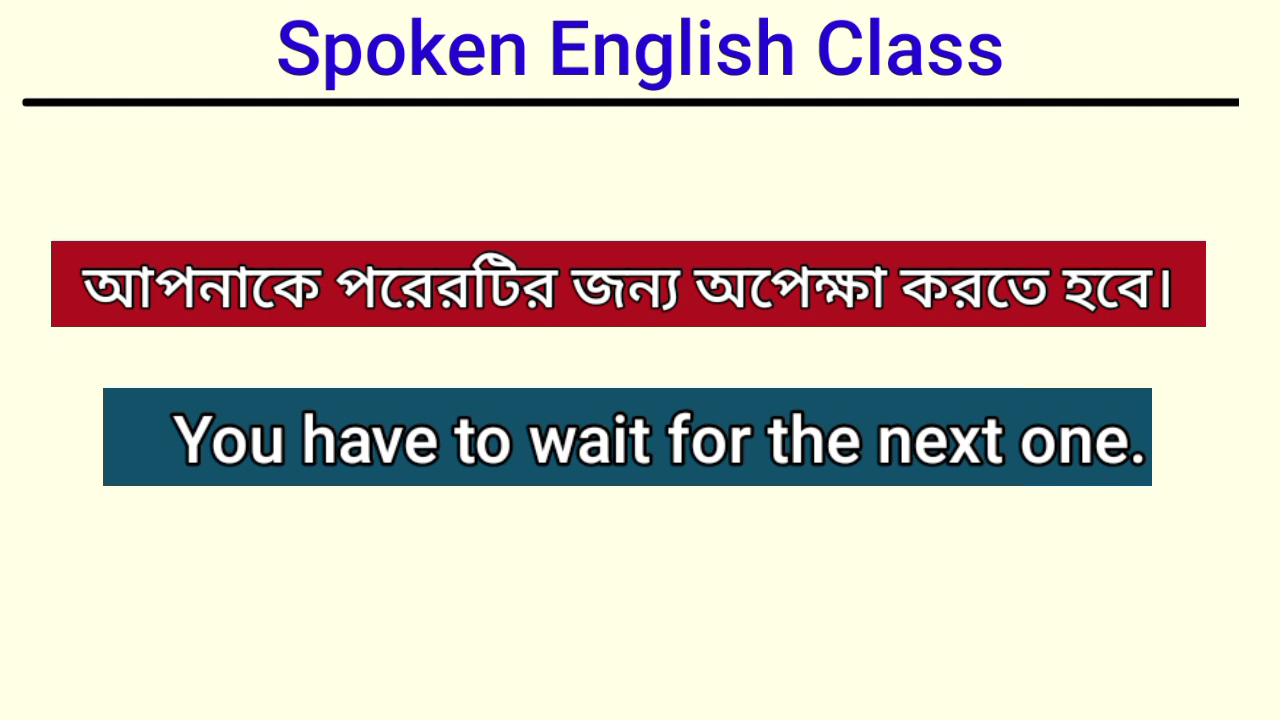 Spoken English Class
আপনাকে পরেরটির জন্য অপেক্ষা করতে হবে।
You have to wait for the next one.